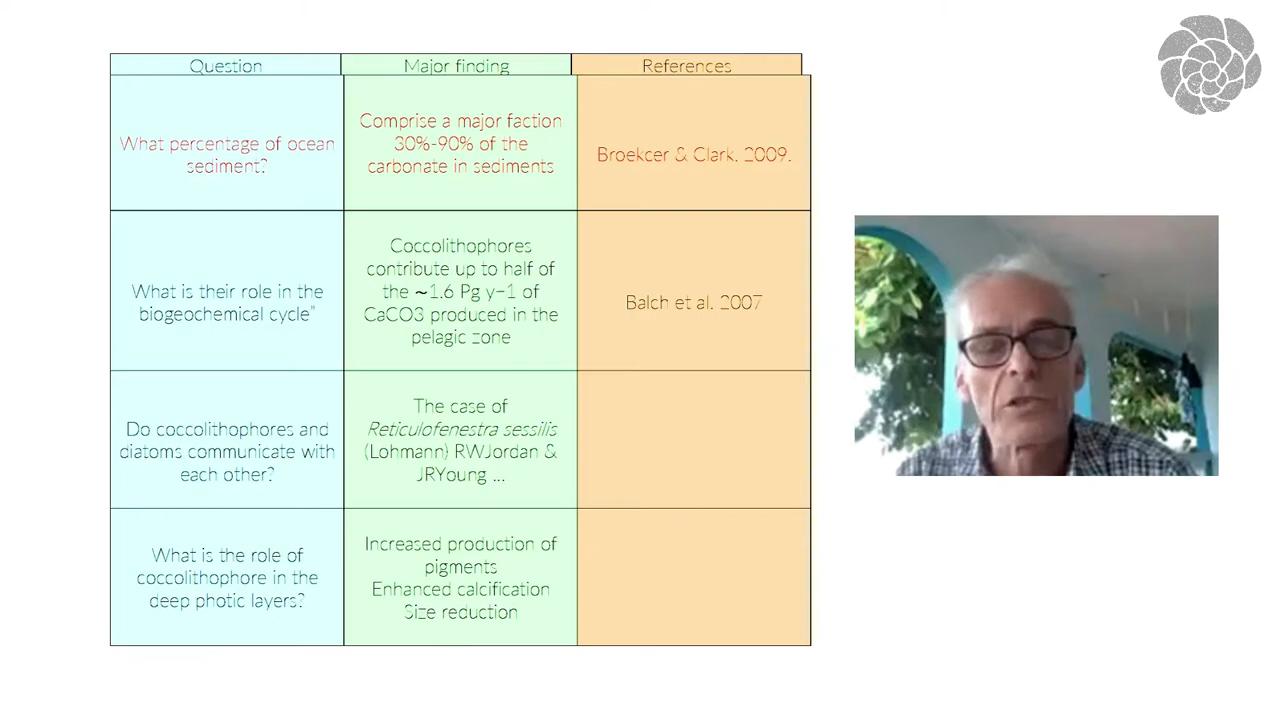 Question
Major finding
References
What percentage of ocean
sediment?
Comprise a major faction
30%-90% of the
carbonate in sediments
Broekcer & Clark. 2009.
What is their role in the
biogeochemical cycle”
Coccolithophores
contribute up to half of
the ~1.6 Pg y−1 of
CaCO3 produced in the
pelagic zone
Balch et al. 2007
Do coccolithophores and
diatoms communicate with
each other?
The case of
Reticulofenestra sessilis
(Lohmann) RWJordan &
JRYoung ...
What is the role of
coccolithophore in the
deep photic layers?
Increased production of
pigments
Enhanced calcification
Size reduction